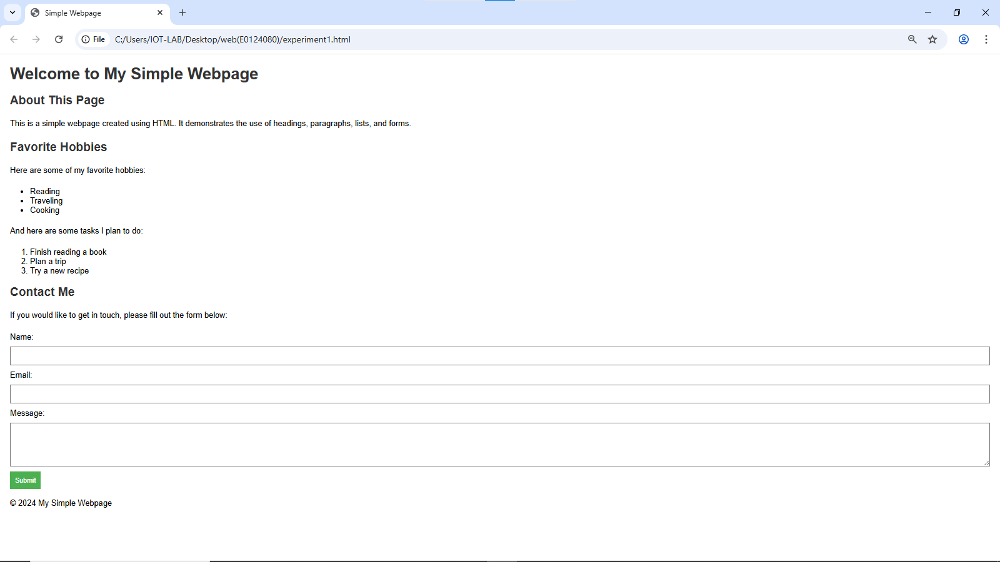 Simple Webpage
File C:/Users/IOT-LAB/Desktop/web(E0124080)/experiment1.html
Welcome to My Simple Webpage
About This Page
This is a simple webpage created using HTML. It demonstrates the use of headings, paragraphs, lists, and forms.
Favorite Hobbies
Here are some of my favorite hobbies:
• Reading
• Traveling
• Cooking
And here are some tasks I plan to do:
1. Finish reading a book
2. Plan a trip
3. Try a new recipe
Contact Me
If you would like to get in touch, please fill out the form below:
Name:
Email:
Message:
Submit
© 2024 My Simple Webpage